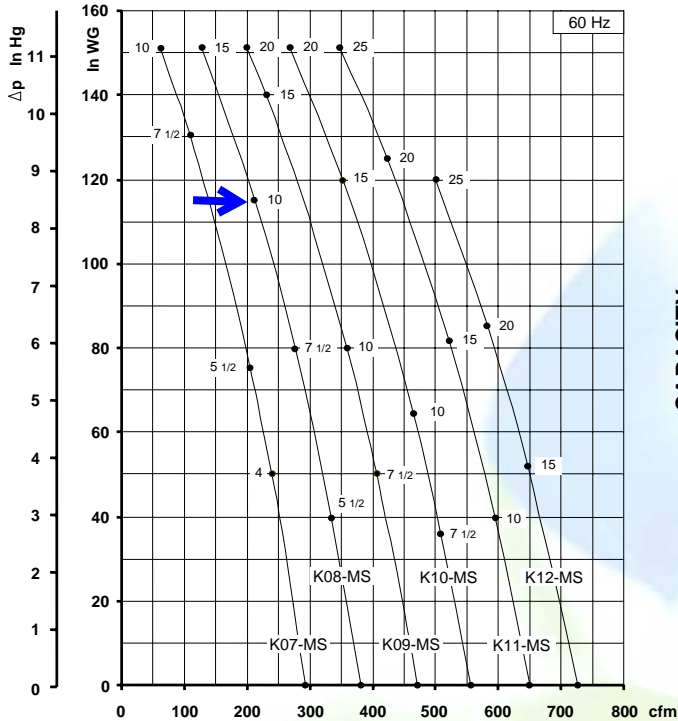 Δp In Hg
In WG
60 Hz
160
140
120
100
80
60
40
20
0
11
10
9
8
7
6
5
4
3
2
1
0
10 15 20 20 25
7 1/2 15 20 25
10 15
5 1/2 7 1/2 10 15 20
4 7 1/2 10 15
5 1/2 7 1/2 10
K08-MS K10-MS K12-MS
K07-MS K09-MS K11-MS
0 100 200 300 400 500 600 700 800 cfm